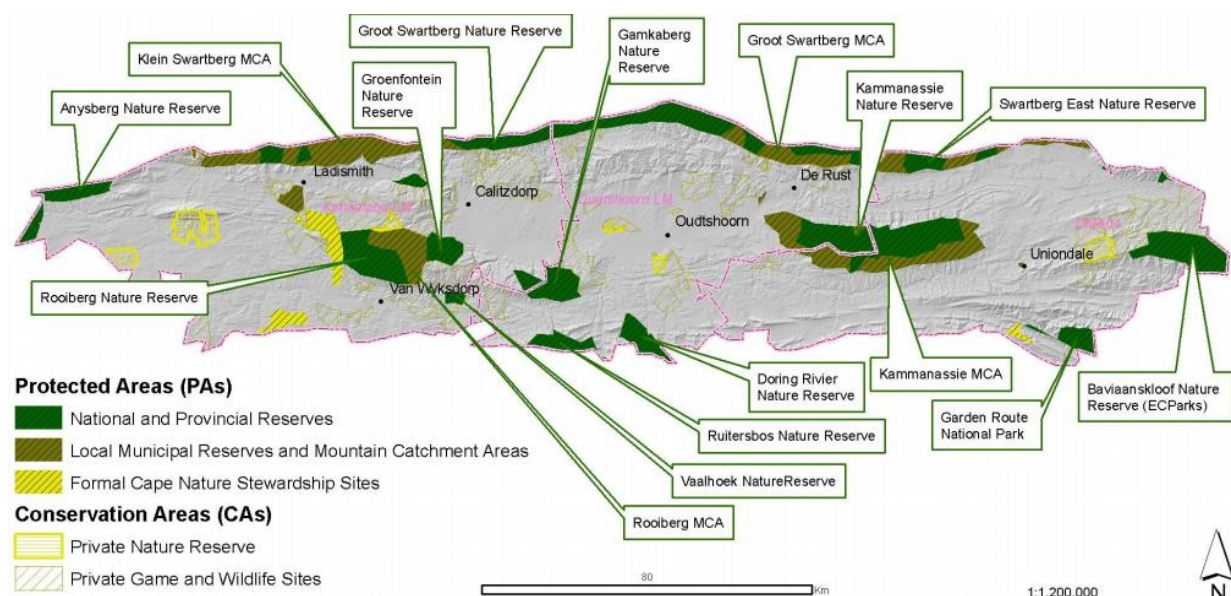 Groot Swartberg Nature Reserve
Klein Swartberg MCA
Groenfontein
Nature
Reserve
Gamkaberg
Nature
Reserve
Groot Swartberg MCA
Kammanassie
Nature Reserve
Swartberg East Nature Reserve
Anysberg Nature Reserve
Ladismith
Calitzdorp
De Rust
Oudtshoorn LM
Oudtshoorn
Uniondale
Rooiberg Nature Reserve
Van Wyksdorp
Doring Rivier
Nature Reserve
Kammanassie MCA
Garden Route
National Park
Baviaanskloof Nature
Reserve (ECParks)
Ruitersbos Nature Reserve
Vaalhoek NatureReserve
Rooiberg MCA
Protected Areas (PAs)
National and Provincial Reserves
Local Municipal Reserves and Mountain Catchment Areas
Formal Cape Nature Stewardship Sites
Conservation Areas (CAs)
Private Nature Reserve
Private Game and Wildlife Sites
80
Km
1:1,200,000
N